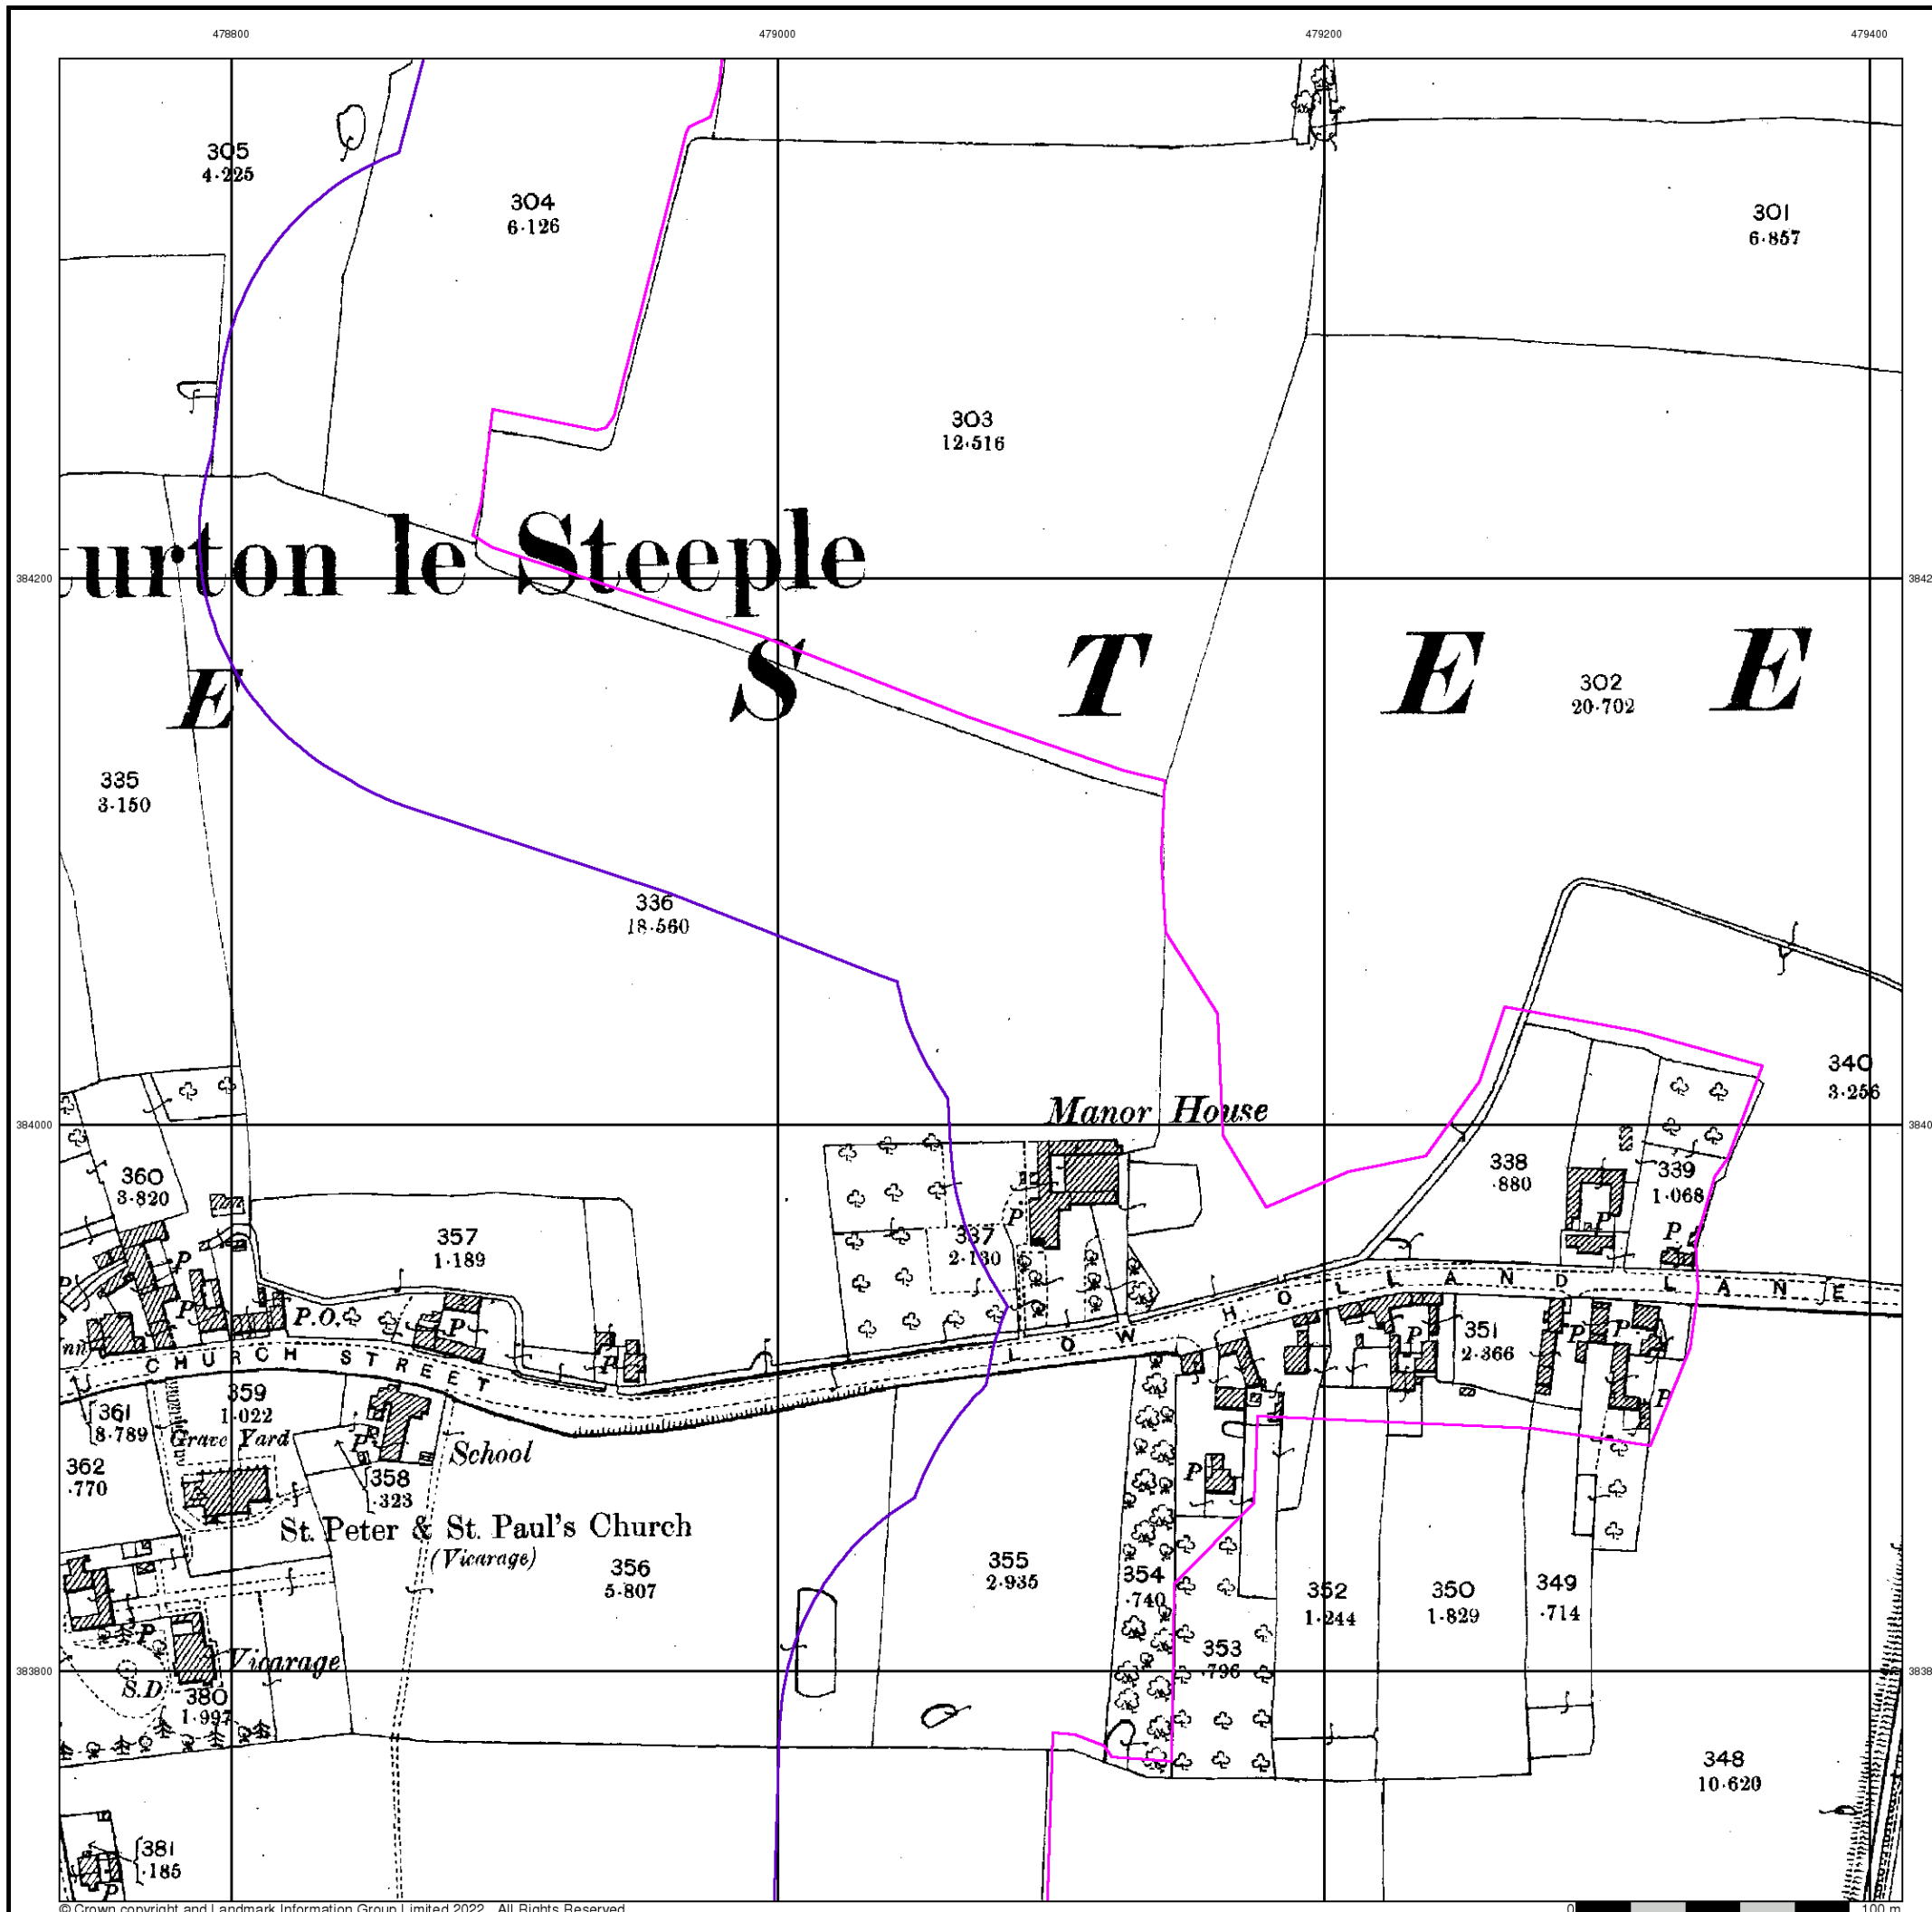 478800 479000 479200 479400
305
4·225
304
6·126
301
6·857
303
12·516
urton le Steeple
384200
3842
E S T E E
302
20·702
335
3·150
336
18·560
340
3·256
Manor House
384000
3840
360
3·820
338
.880
339
1·068
357
1·189
337
2·130
P
P
P
P
P
P.O.
P
P
P
LOW HOLLAND LANE
CHURCH STREET
nn
351
2·366
P
P
P
P
359
1·022
361
8·789
Grave Yard
362
.770
P
358
.323
School
P
St. Peter & St. Paul's Church
(Vicarage)
356
5·807
355
2·935
354
.740
352
1·244
350
1·829
349
·714
353
.796
P
Vicarage
383800
3838
S.D
380
1·997
348
10·620
381
·185
P
© Crown copyright and Landmark Information Group Limited 2022. All Rights Reserved.
0 100 m